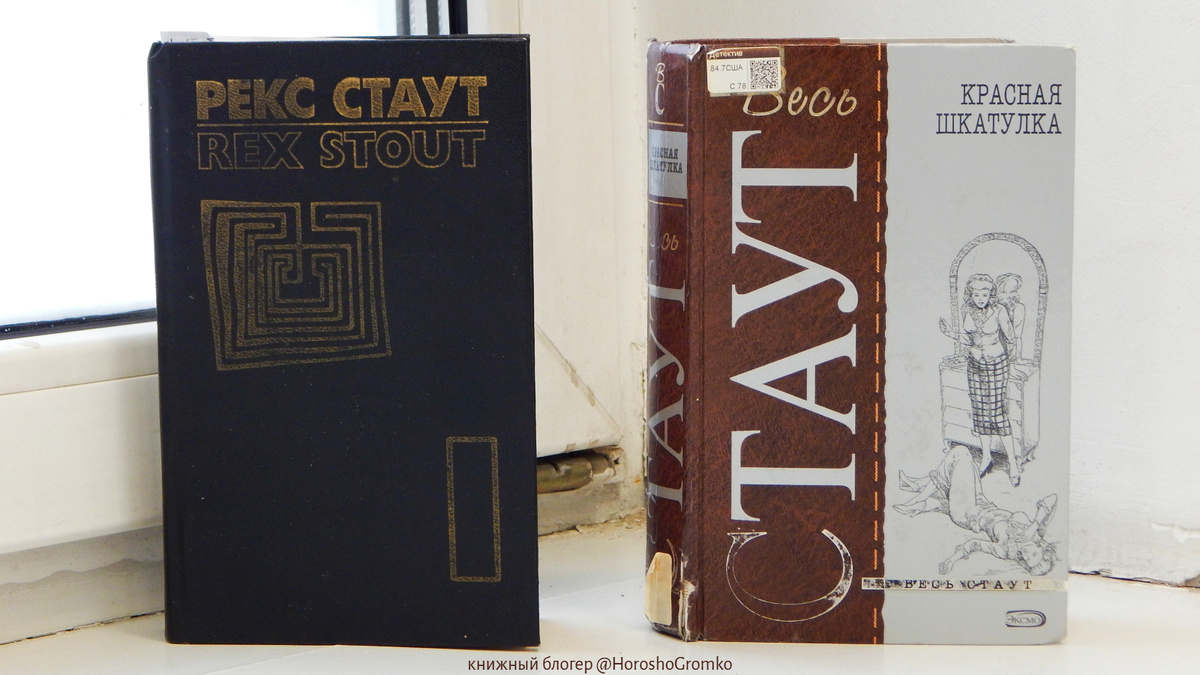 РЕКС СТАУТ
REX STOUT
Детектив
84.7США
С 78
Весь
СТАУТ
КРАСНАЯ
ШКАТУЛКА
КРАСНАЯ
ШКАТУЛКА
СТАУТ
ВЕСЬ СТАУТ
ЭКСМО
книжный блогер @HoroshoGromko